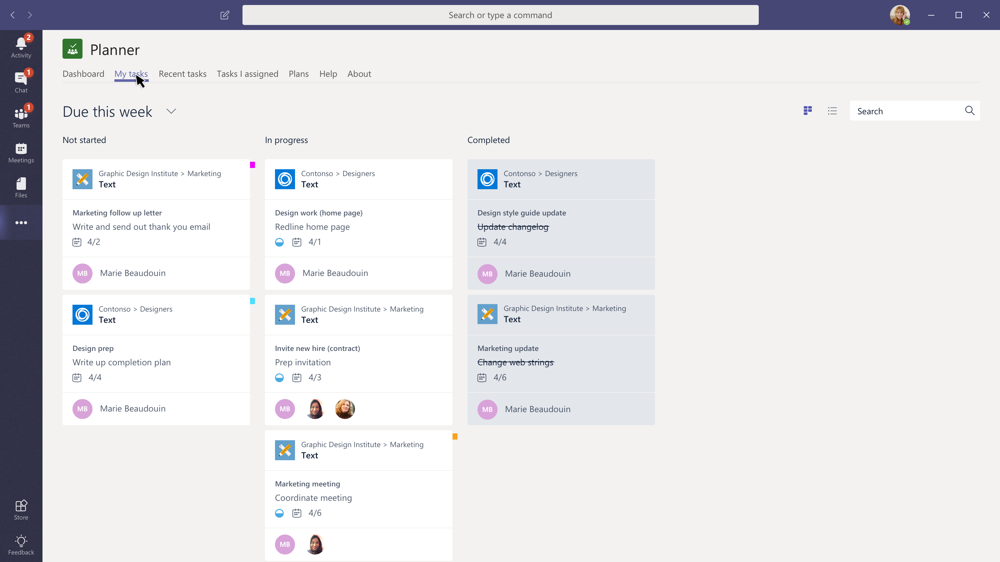 Search or type a command
2
Activity
1
Chat
1
Teams
Meetings
Files
Store
Feedback
Planner
Dashboard My tasks Recent tasks Tasks I assigned Plans Help About
Due this week
Search
Not started
Graphic Design Institute > Marketing
Text
Marketing follow up letter
Write and send out thank you email
4/2
MB Marie Beaudouin
Contonso > Designers
Text
Design prep
Write up completion plan
4/4
MB Marie Beaudouin
In progress
Contonso > Designers
Text
Design work (home page)
Redline home page
4/1
MB Marie Beaudouin
Graphic Design Institute > Marketing
Text
Invite new hire (contract)
Prep invitation
4/3
MB
Graphic Design Institute > Marketing
Text
Marketing meeting
Coordinate meeting
4/6
MB
Completed
Contonso > Designers
Text
Design style guide update
Update changelog
4/4
MB Marie Beaudouin
Graphic Design Institute > Marketing
Text
Marketing update
Change web strings
4/6
MB Marie Beaudouin